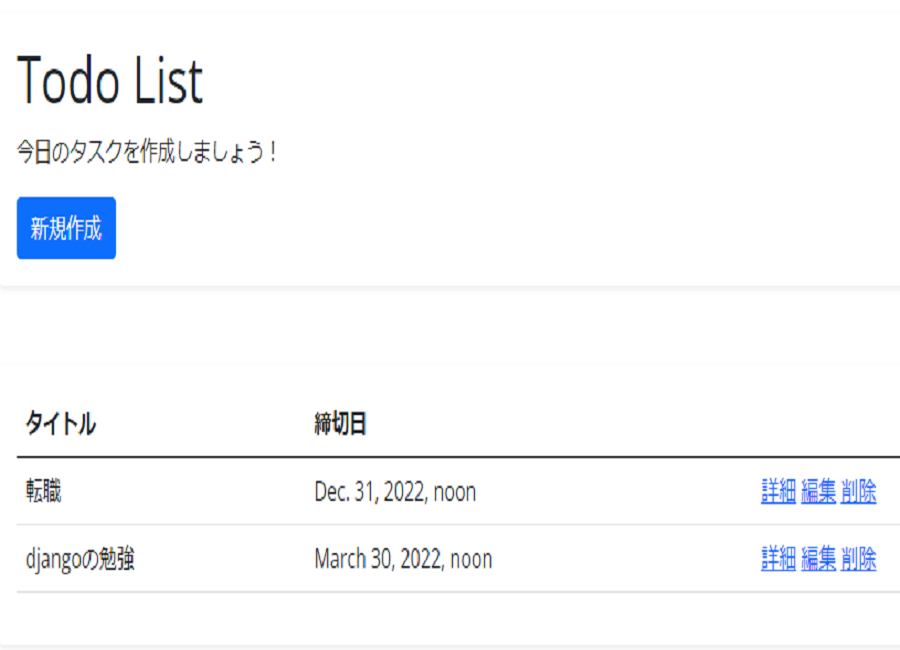 Todo List
今日のタスクを作成しましょう！
新規作成
タイトル 締切日
転職 Dec. 31, 2022, noon 詳細 編集 削除
djangoの勉強 March 30, 2022, noon 詳細 編集 削除